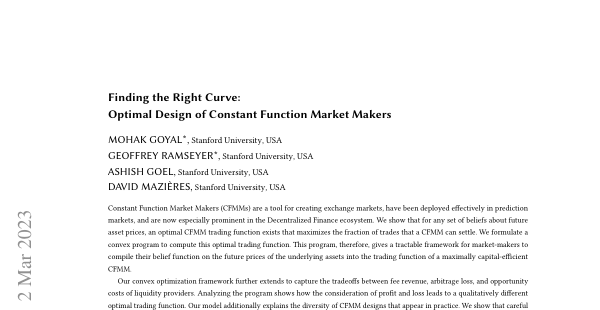 Finding the Right Curve:
Optimal Design of Constant Function Market Makers
MOHAK GOYAL*, Stanford University, USA
GEOFFREY RAMSEYER*, Stanford University, USA
ASHISH GOEL, Stanford University, USA
DAVID MAZIÈRES, Stanford University, USA
Constant Function Market Makers (CFMMs) are a tool for creating exchange markets, have been deployed effectively in prediction
markets, and are now especially prominent in the Decentralized Finance ecosystem. We show that for any set of beliefs about future
asset prices, an optimal CFMM trading function exists that maximizes the fraction of trades that a CFMM can settle. We formulate a
convex program to compute this optimal trading function. This program, therefore, gives a tractable framework for market-makers to
compile their belief function on the future prices of the underlying assets into the trading function of a maximally capital-efficient
CFMM.
Our convex optimization framework further extends to capture the tradeoffs between fee revenue, arbitrage loss, and opportunity
costs of liquidity providers. Analyzing the program shows how the consideration of profit and loss leads to a qualitatively different
optimal trading function. Our model additionally explains the diversity of CFMM designs that appear in practice. We show that careful
2 Mar 2023